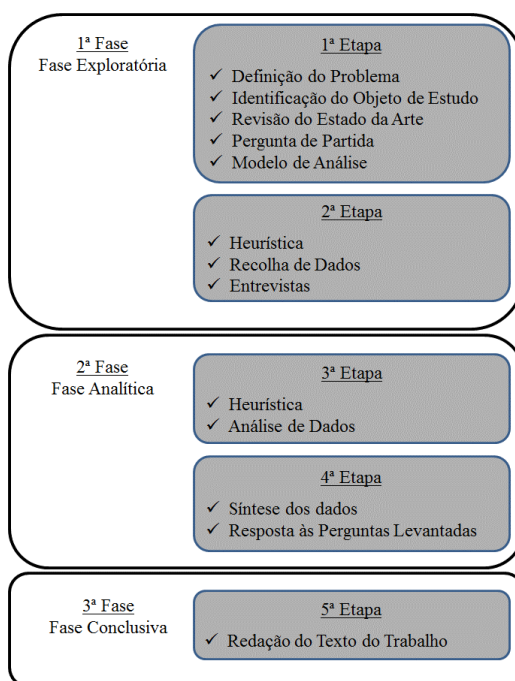 1ª Fase
Fase Exploratória
1ª Etapa
✓ Definição do Problema
✓ Identificação do Objeto de Estudo
✓ Revisão do Estado da Arte
✓ Pergunta de Partida
✓ Modelo de Análise
2ª Etapa
✓ Heurística
✓ Recolha de Dados
✓ Entrevistas
2ª Fase
Fase Analítica
3ª Etapa
✓ Heurística
✓ Análise de Dados
4ª Etapa
✓ Síntese dos dados
✓ Resposta às Perguntas Levantadas
3ª Fase
Fase Conclusiva
5ª Etapa
✓ Redação do Texto do Trabalho